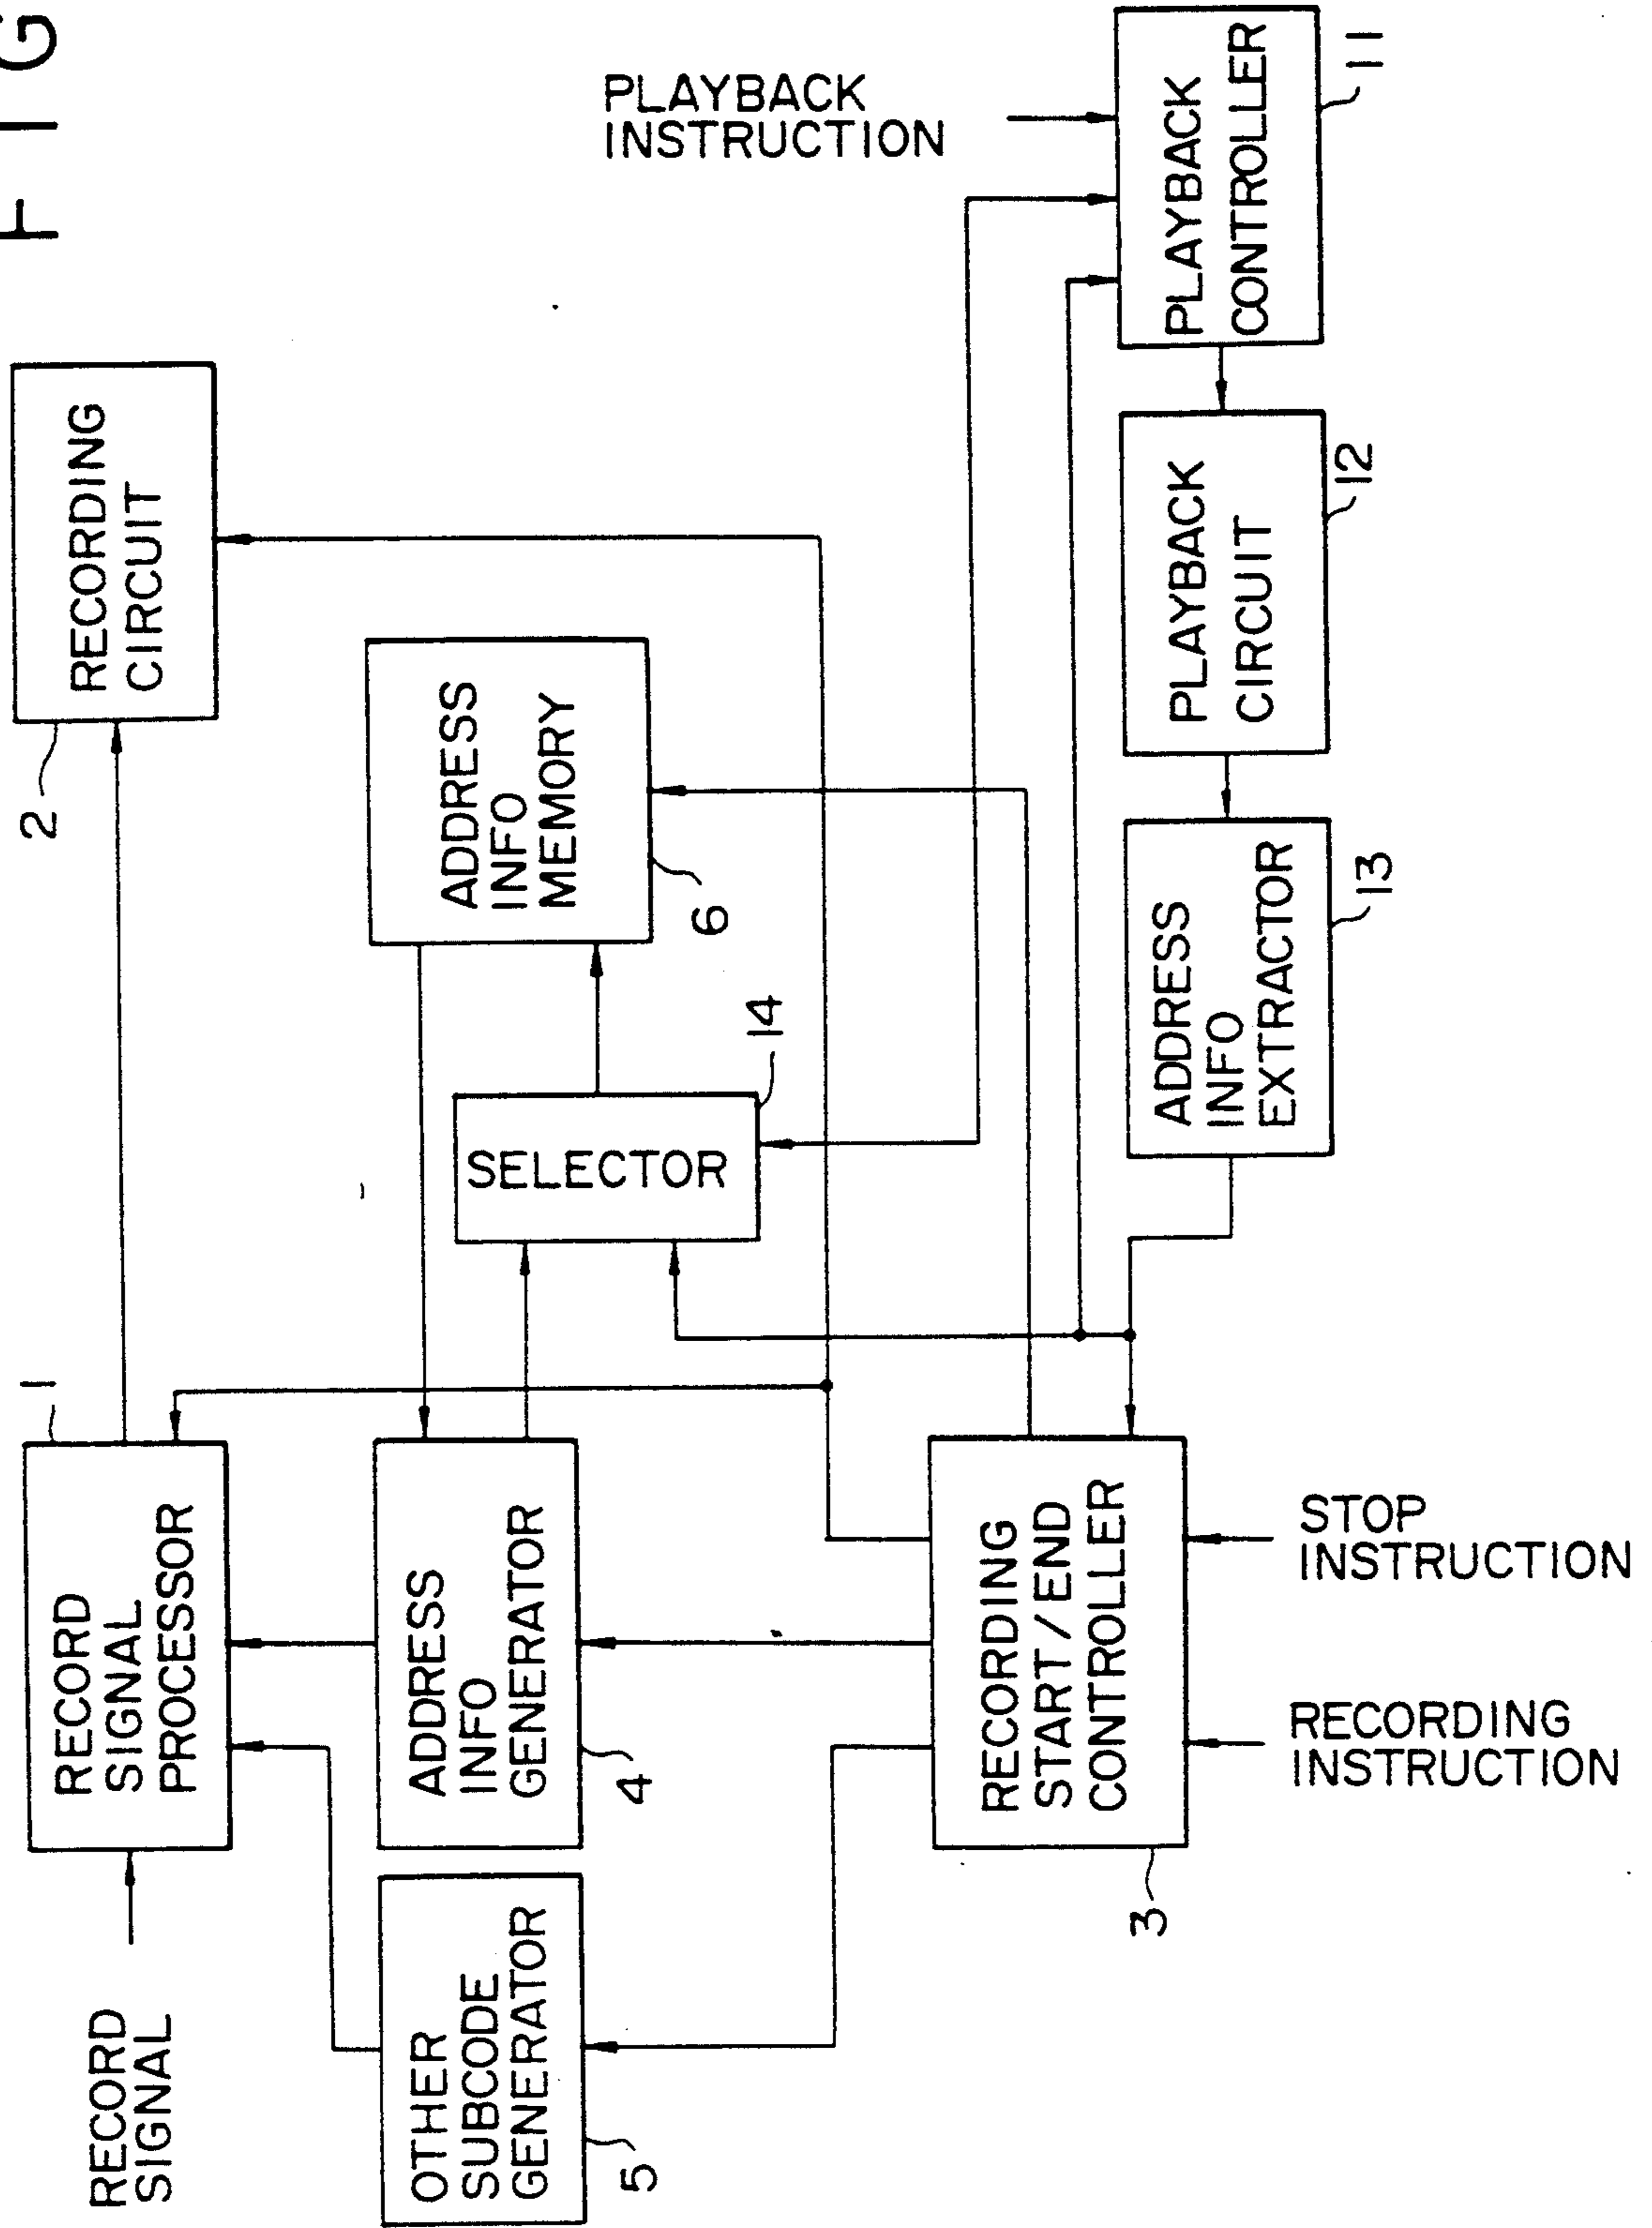 FIG
RECORD
SIGNAL
1
RECORD
SIGNAL
PROCESSOR
2
RECORDING
CIRCUIT
OTHER
SUBCODE
GENERATOR
5
ADDRESS
INFO
GENERATOR
4
SELECTOR
14
ADDRESS
INFO
MEMORY
6
PLAYBACK
INSTRUCTION
RECORDING
START/END
CONTROLLER
3
RECORDING
INSTRUCTION
STOP
INSTRUCTION
ADDRESS
INFO
EXTRACTOR
13
PLAYBACK
CIRCUIT
12
PLAYBACK
CONTROLLER
11